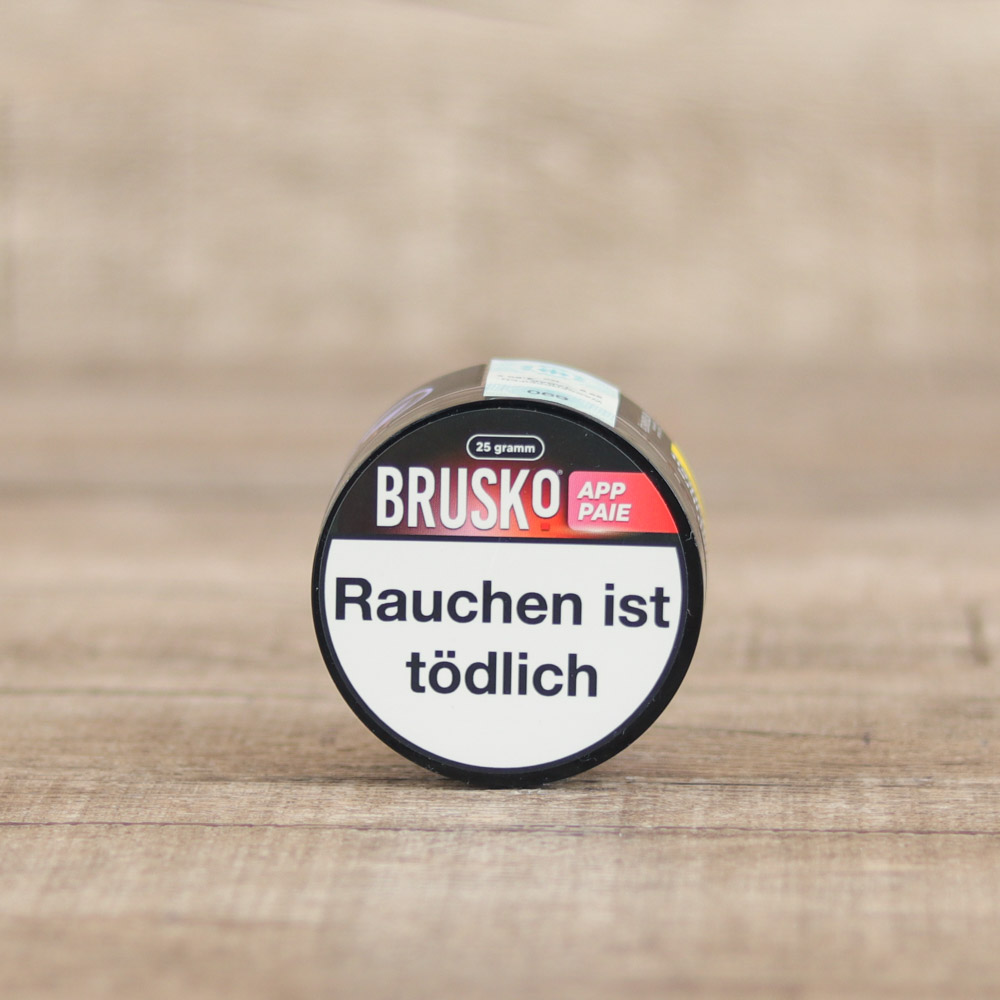 25 gramm
BRUSKO
APP
PAIE
Rauchen ist
tödlich